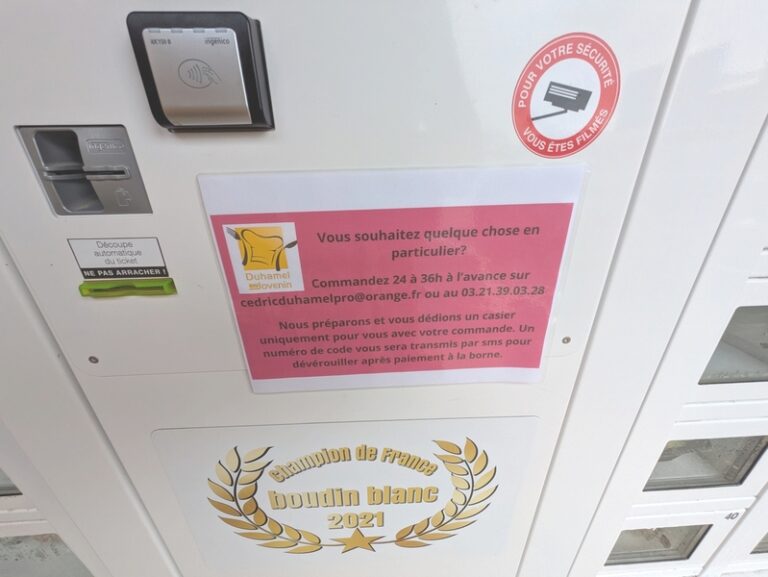 ingenico
POUR VOTRE SÉCURITÉ
VOUS ÊTES FILMÉS
Découpe
automatique
du ticket
NE PAS ARRACHER !
Duhamel
Jovenin
Vous souhaitez quelque chose en
particulier?
Commandez 24 à 36h à l'avance sur
cedricduhamelpro@orange.fr ou au 03.21.39.03.28
Nous préparons et vous dédions un casier
uniquement pour vous avec votre commande. Un
numéro de code vous sera transmis par sms pour
dévérouiller après paiement à la borne.
Champion de France
boudin blanc
2021
40